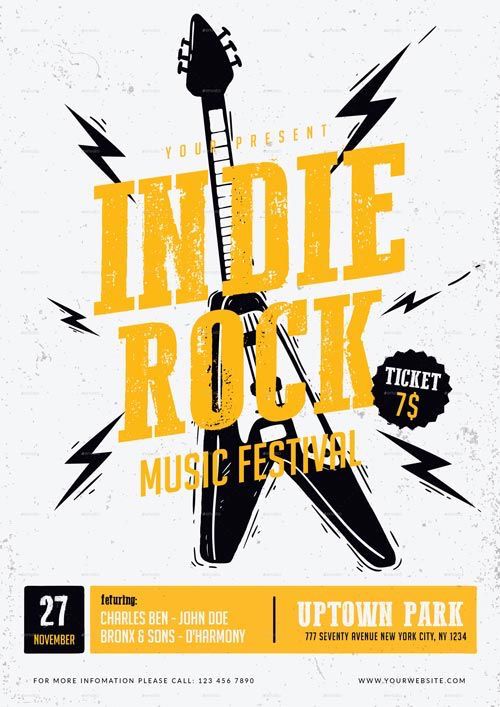 YOUR PRESENT
INDIE
ROCK
MUSIC FESTIVAL
TICKET
7$
27
NOVEMBER
feturing:
CHARLES BEN - JOHN DOE
BRONX & SONS - O'HARMONY
UPTOWN PARK
777 SEVENTY AVENUE NEW YORK CITY, NY 1234
FOR MORE INFOMATION PLEASE CALL: 123 456 7890
WWW.YOURWEBSITE.COM